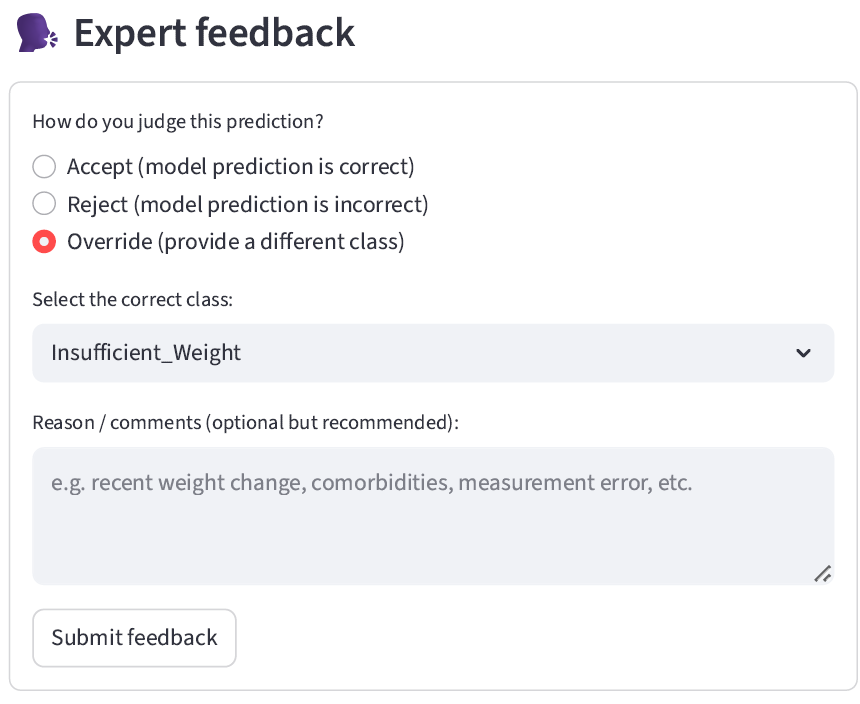 Expert feedback
How do you judge this prediction?
Accept (model prediction is correct)
Reject (model prediction is incorrect)
Override (provide a different class)
Select the correct class:
Insufficient_Weight
Reason / comments (optional but recommended):
e.g. recent weight change, comorbidities, measurement error, etc.
Submit feedback